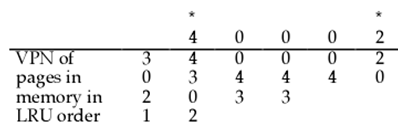 * *
4 0 0 0 2
VPN of 3 4 0 0 0 2
pages in 0 3 4 4 4 0
memory in 2 0 3 3
LRU order 1 2